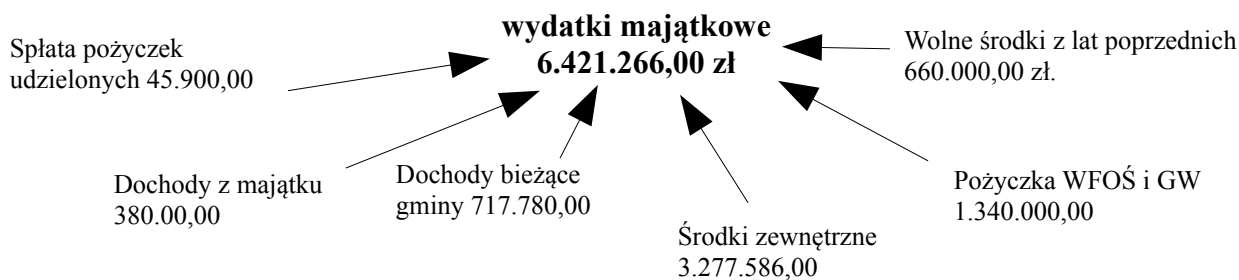 wydatki majątkowe
6.421.266,00 zł
Spłata pożyczek
udzielonych 45.900,00
Wolne środki z lat poprzednich
660.000,00 zł.
Dochody z majątku
380.00,00
Dochody bieżące
gminy 717.780,00
Środki zewnętrzne
3.277.586,00
Pożyczka WFOŚ i GW
1.340.000,00